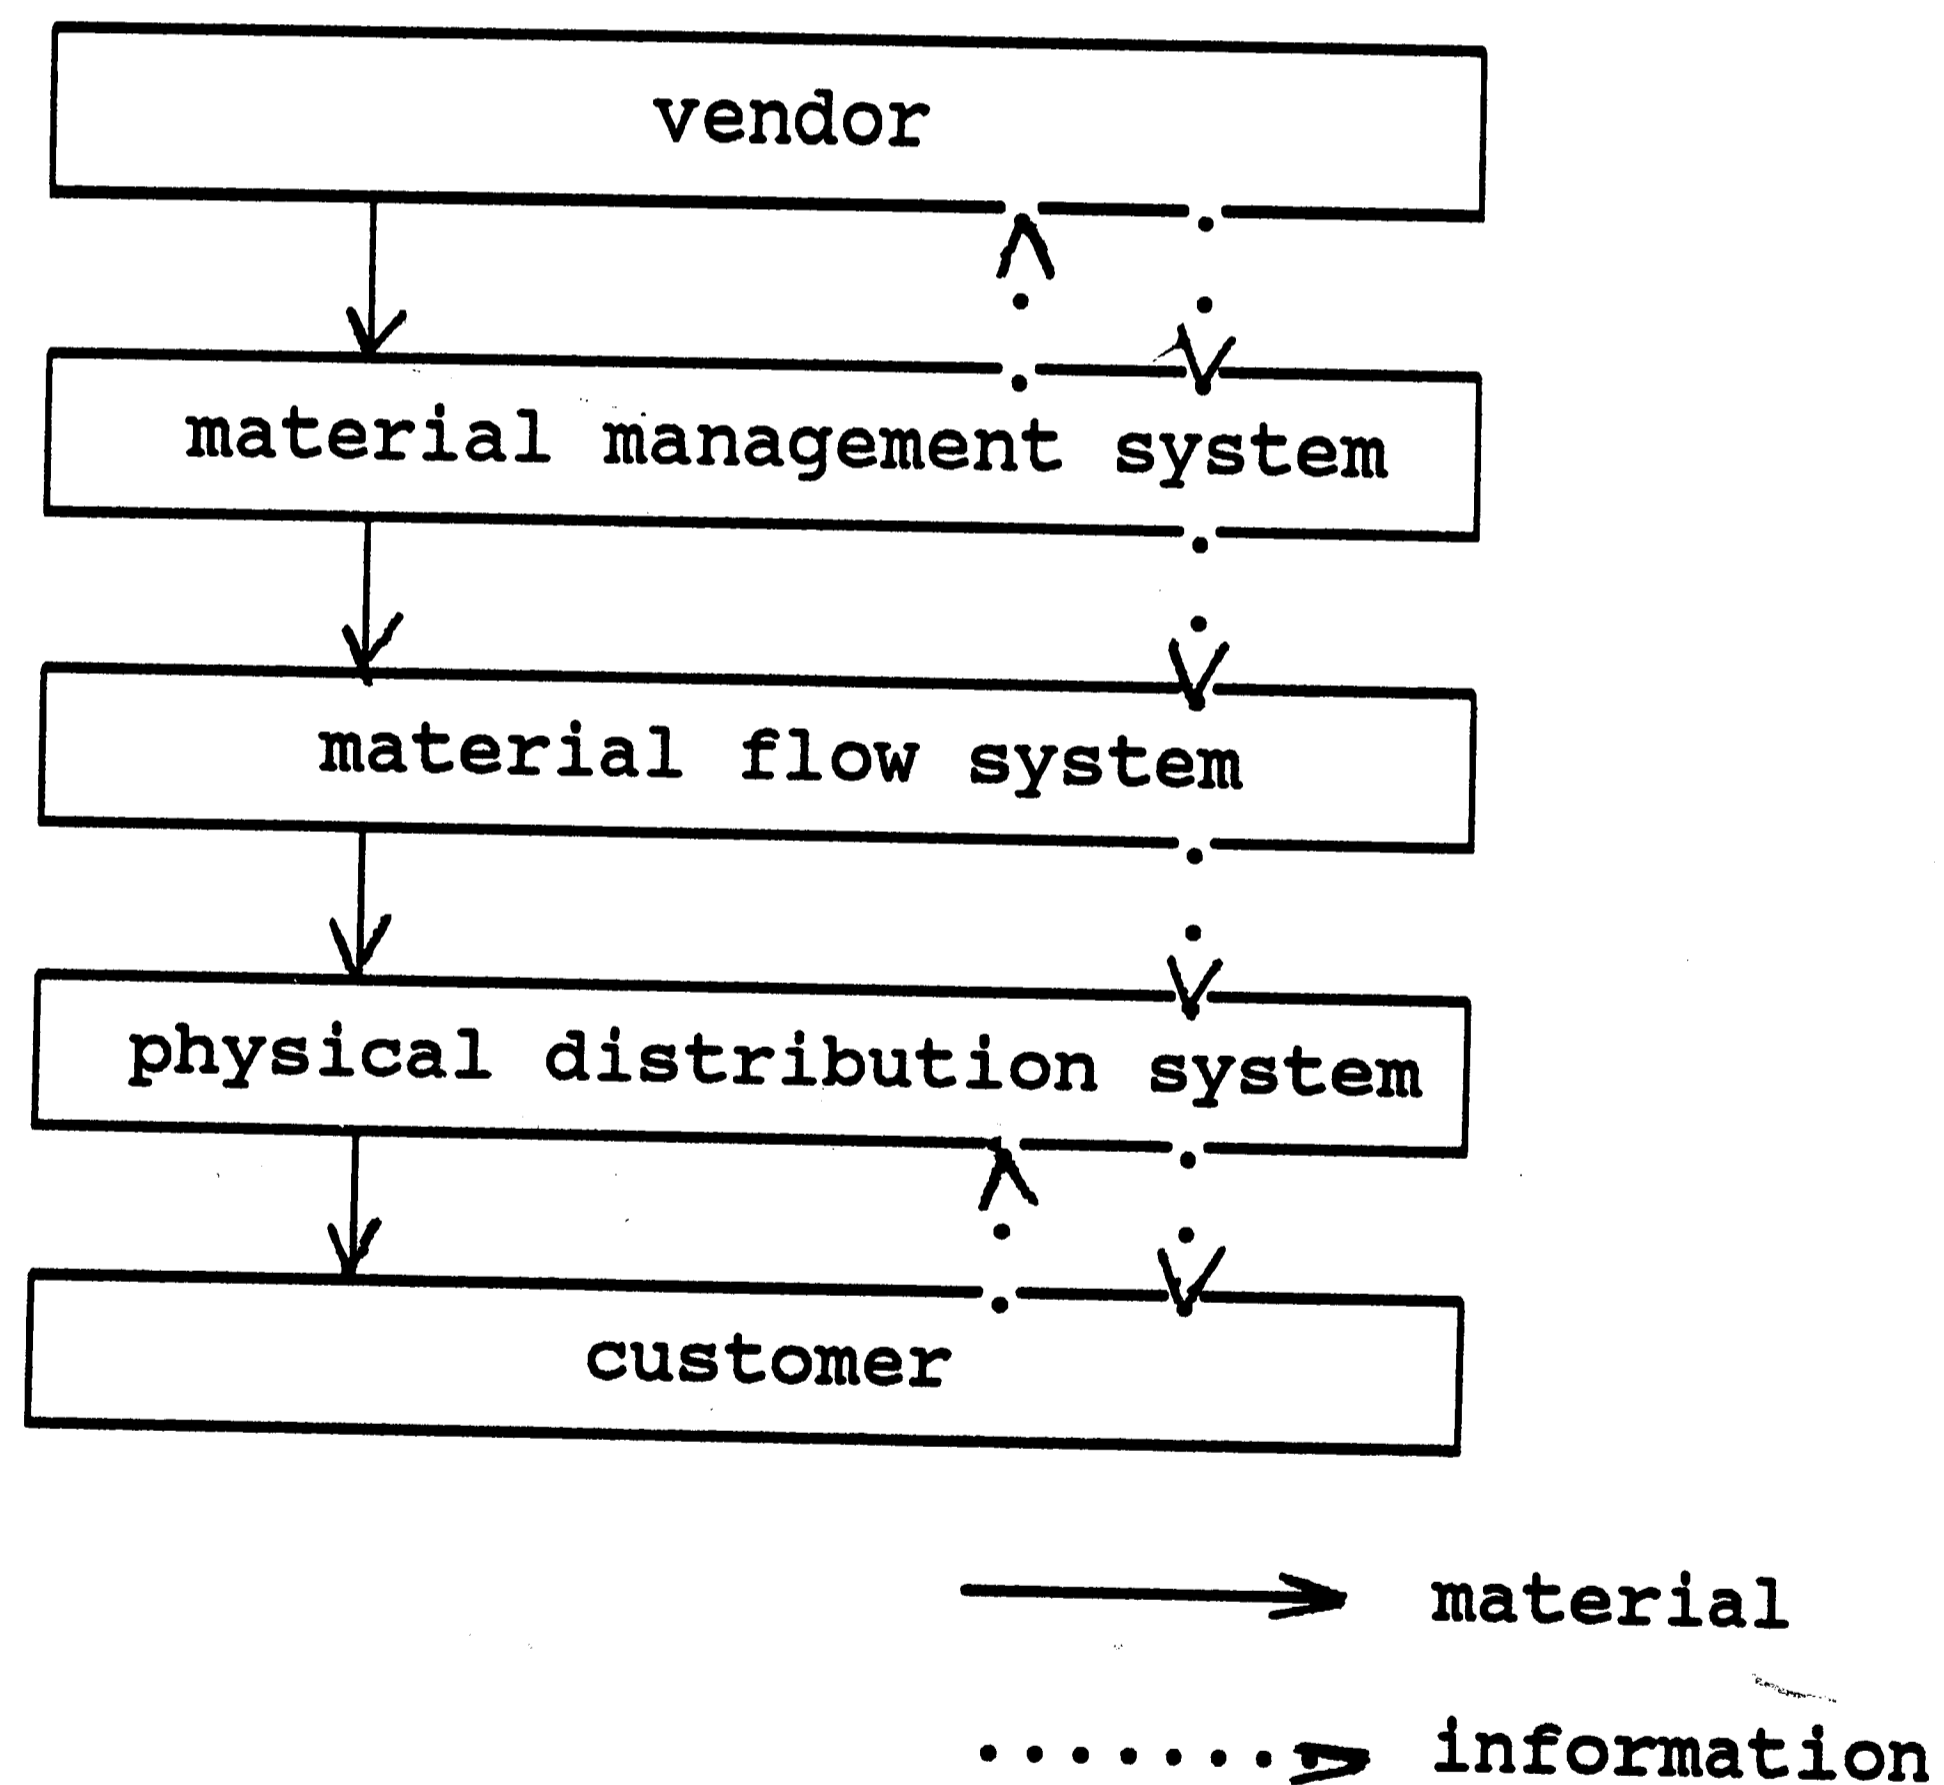 vendor
material management system
material flow system
physical distribution system
customer
material
information